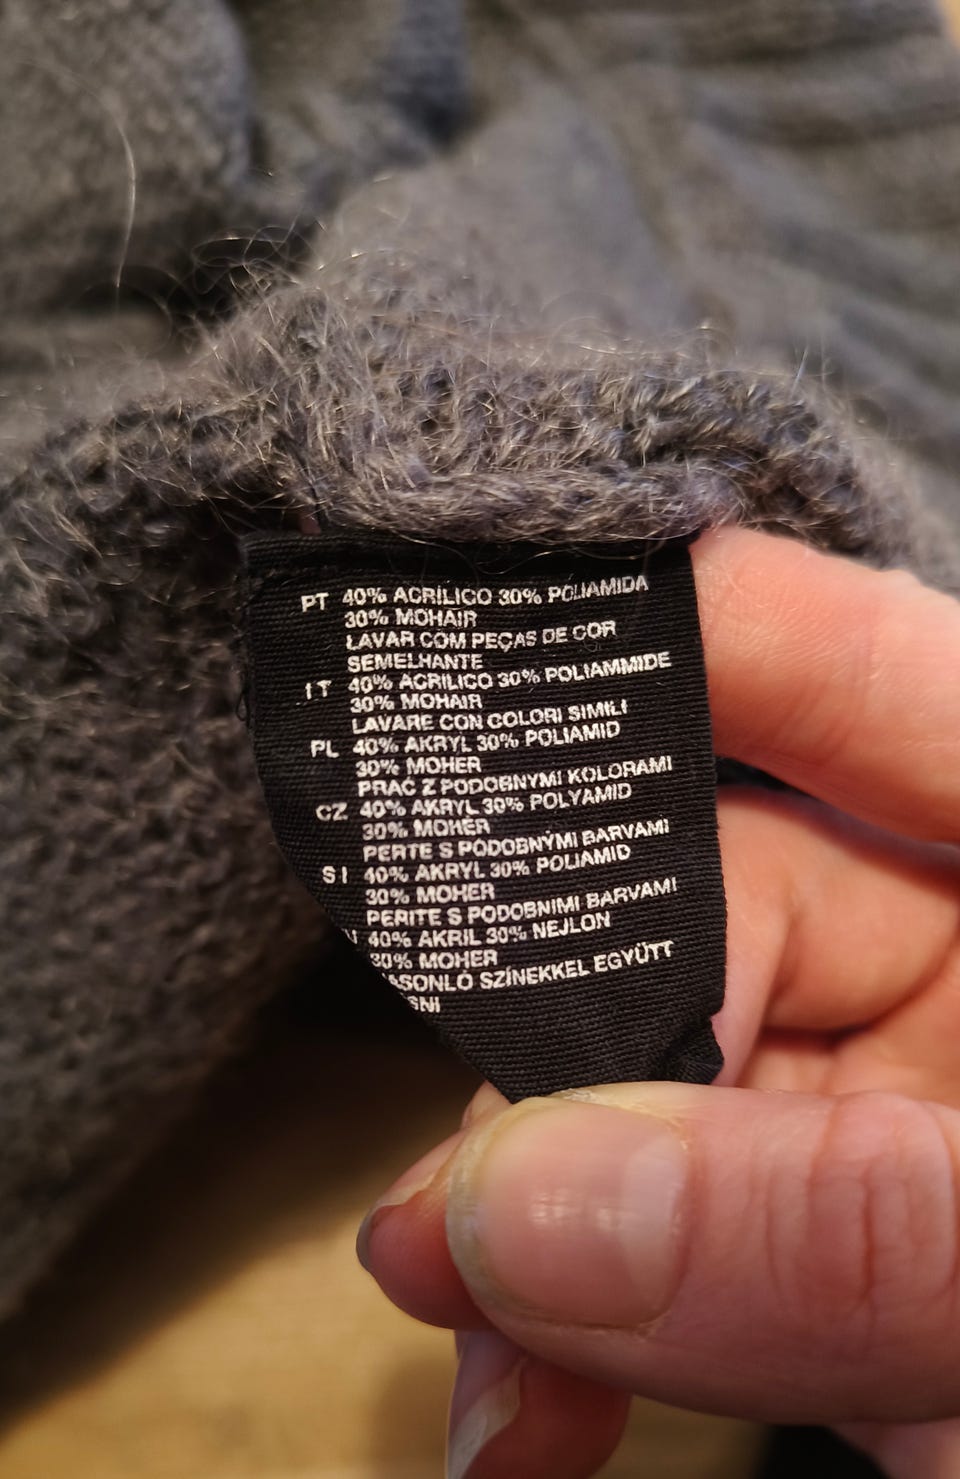 PT 40% ACRÍLICO 30% POLIAMIDA
30% MOHAIR
LAVAR COM PEÇAS DE COR
SEMELHANTE
IT 40% ACRILICO 30% POLIAMMIDE
30% MOHAIR
LAVARE CON COLORI SIMILI
PL 40% AKRYL 30% POLIAMID
30% MOHER
PRAĆ Z PODOBNYMI KOLORAMI
CZ 40% AKRYL 30% POLYAMID
30% MOHÉR
PERTE S PODOBNÝMI BARVAMI
SI 40% AKRYL 30% POLIAMID
30% MOHER
PERITE S PODOBNIMI BARVAMI
40% AKRIL 30% NEJLON
30% MOHER
SZÍNEKKEL EGYÜTT